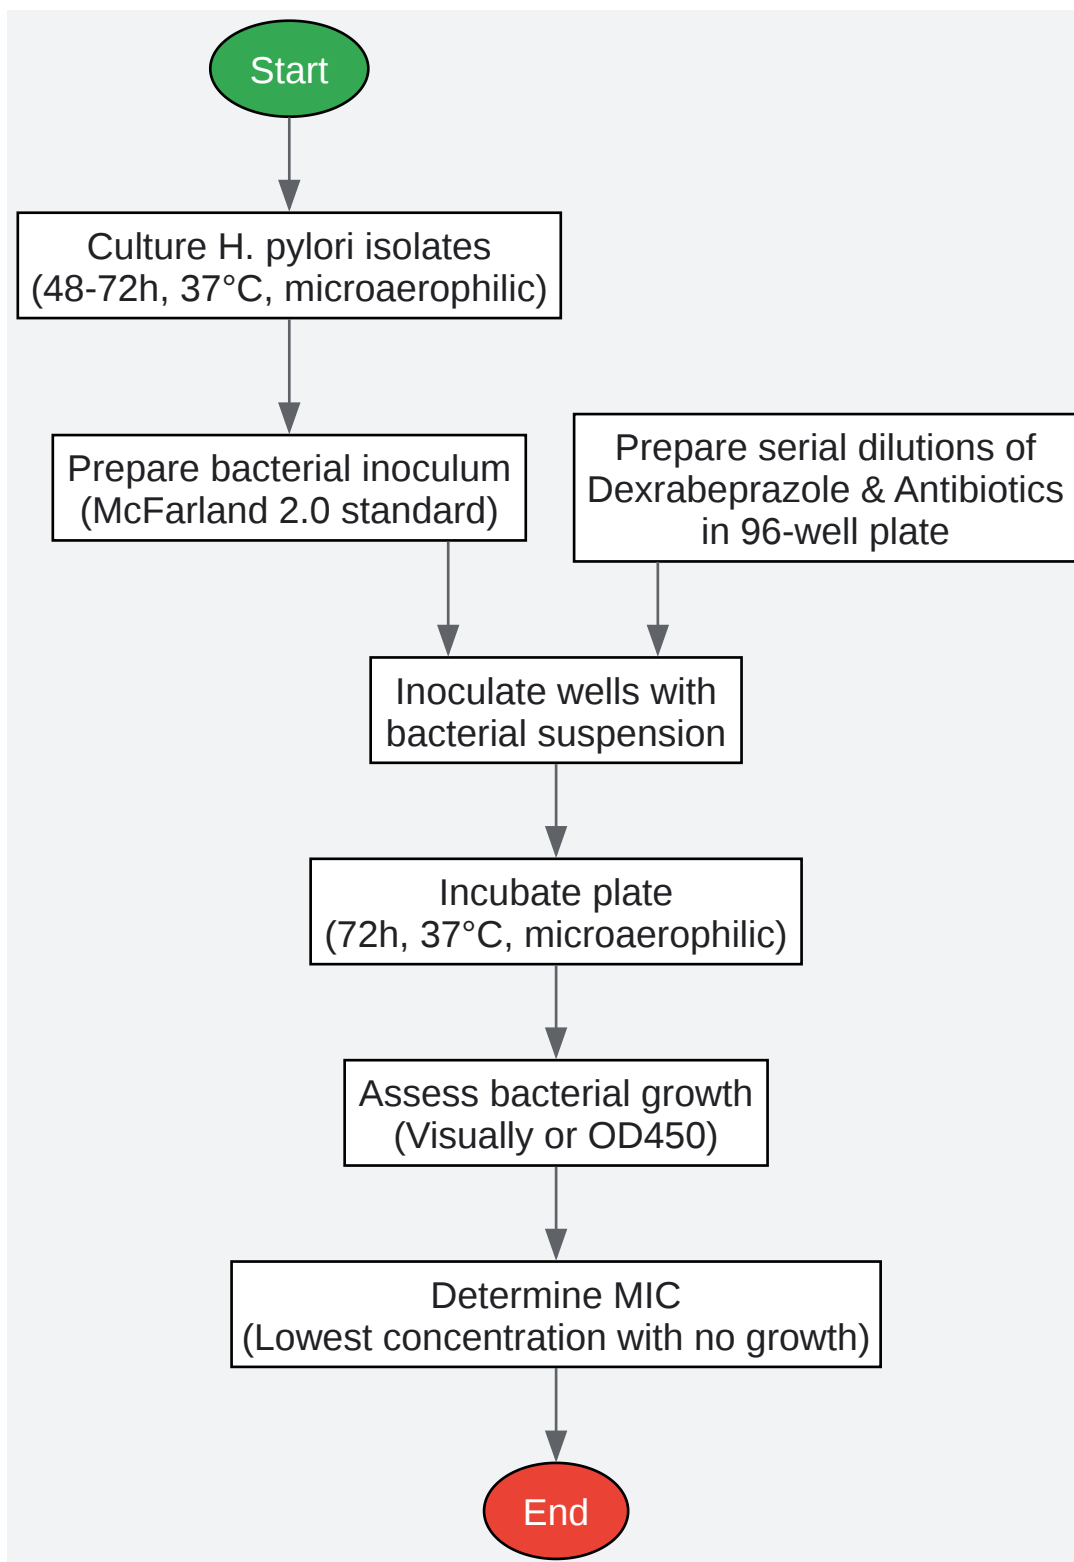 Start
Culture H. pylori isolates
(48-72h, 37°C, microaerophilic)
Prepare bacterial inoculum
(McFarland 2.0 standard)
Prepare serial dilutions of
Dexrabeprazole & Antibiotics
in 96-well plate
Inoculate wells with
bacterial suspension
Incubate plate
(72h, 37°C, microaerophilic)
Assess bacterial growth
(Visually or OD450)
Determine MIC
(Lowest concentration with no growth)
End